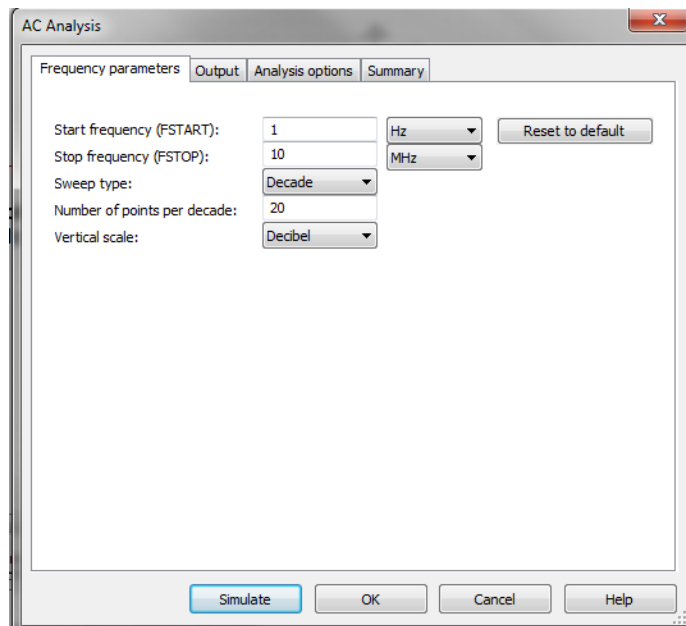 AC Analysis
Frequency parameters Output Analysis options Summary
Start frequency (FSTART): 1 Hz Reset to default
Stop frequency (FSTOP): 10 MHz
Sweep type: Decade
Number of points per decade: 20
Vertical scale: Decibel
Simulate OK Cancel Help